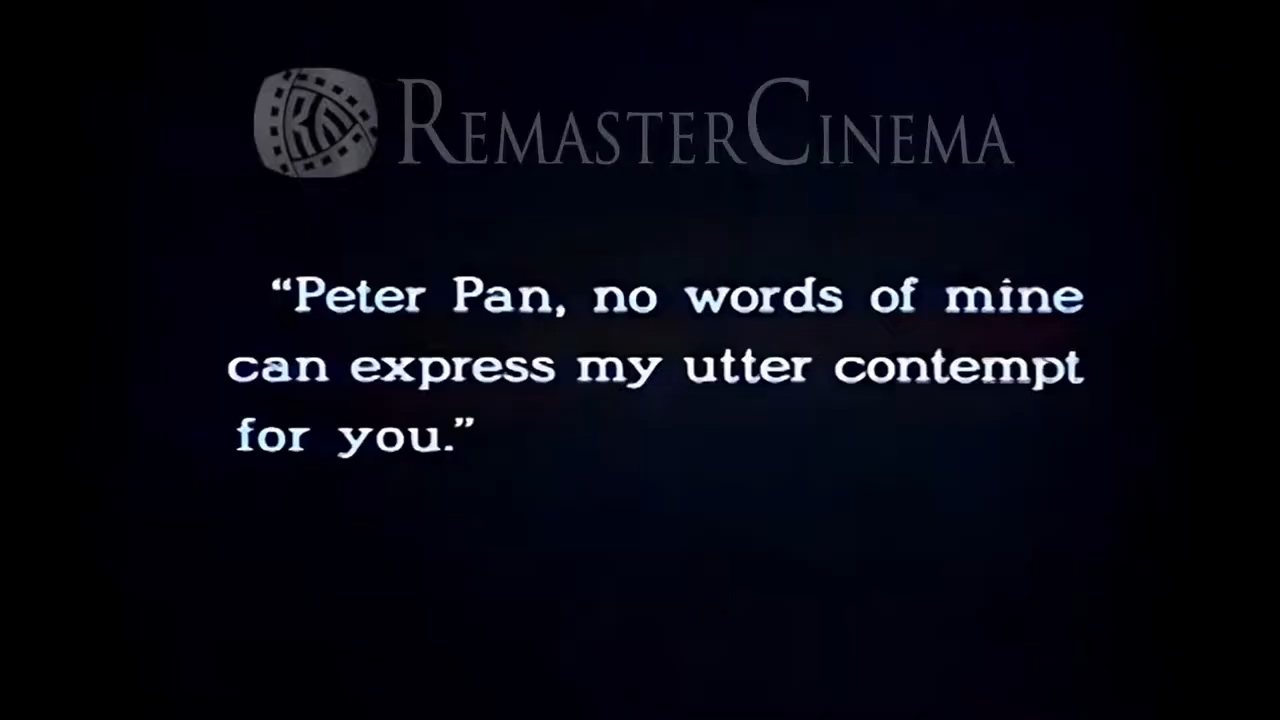 REMASTERCINEMA
“Peter Pan, no words of mine
can express my utter contempt
for you.”